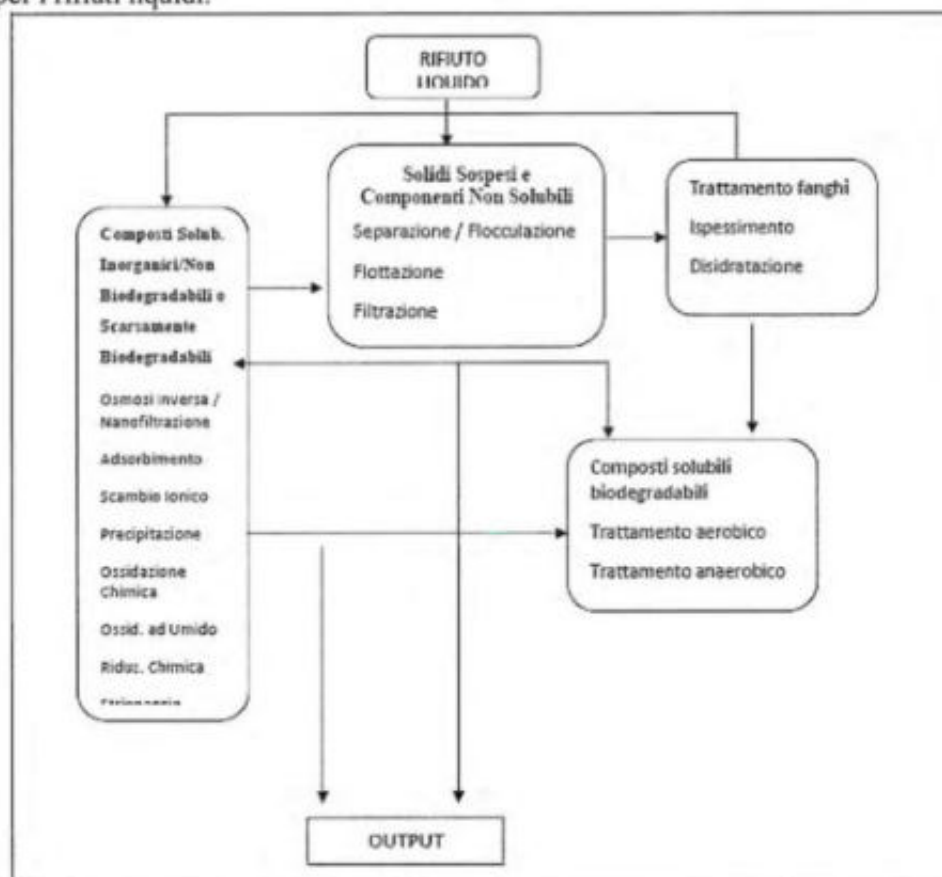 per i rifiuti liquidi.
RIFIUTO
LIQUIDO
Solidi Sospesi e
Componenti Non Solubili
Separazione / Flocculazione
Flottazione
Filtrazione
Trattamento fanghi
Ispessimento
Disidratazione
Composti Solub.
Inorganici/Non
Biodegradabili o
Scarsamente
Biodegradabili
Osmosi inversa /
Nanofiltrazione
Adsorbimento
Scambio Ionico
Precipitazione
Ossidazione
Chimica
Ossid. ad Umido
Riduz. Chimica
Strippaggio
Composti solubili
biodegradabili
Trattamento aerobico
Trattamento anaerobico
OUTPUT